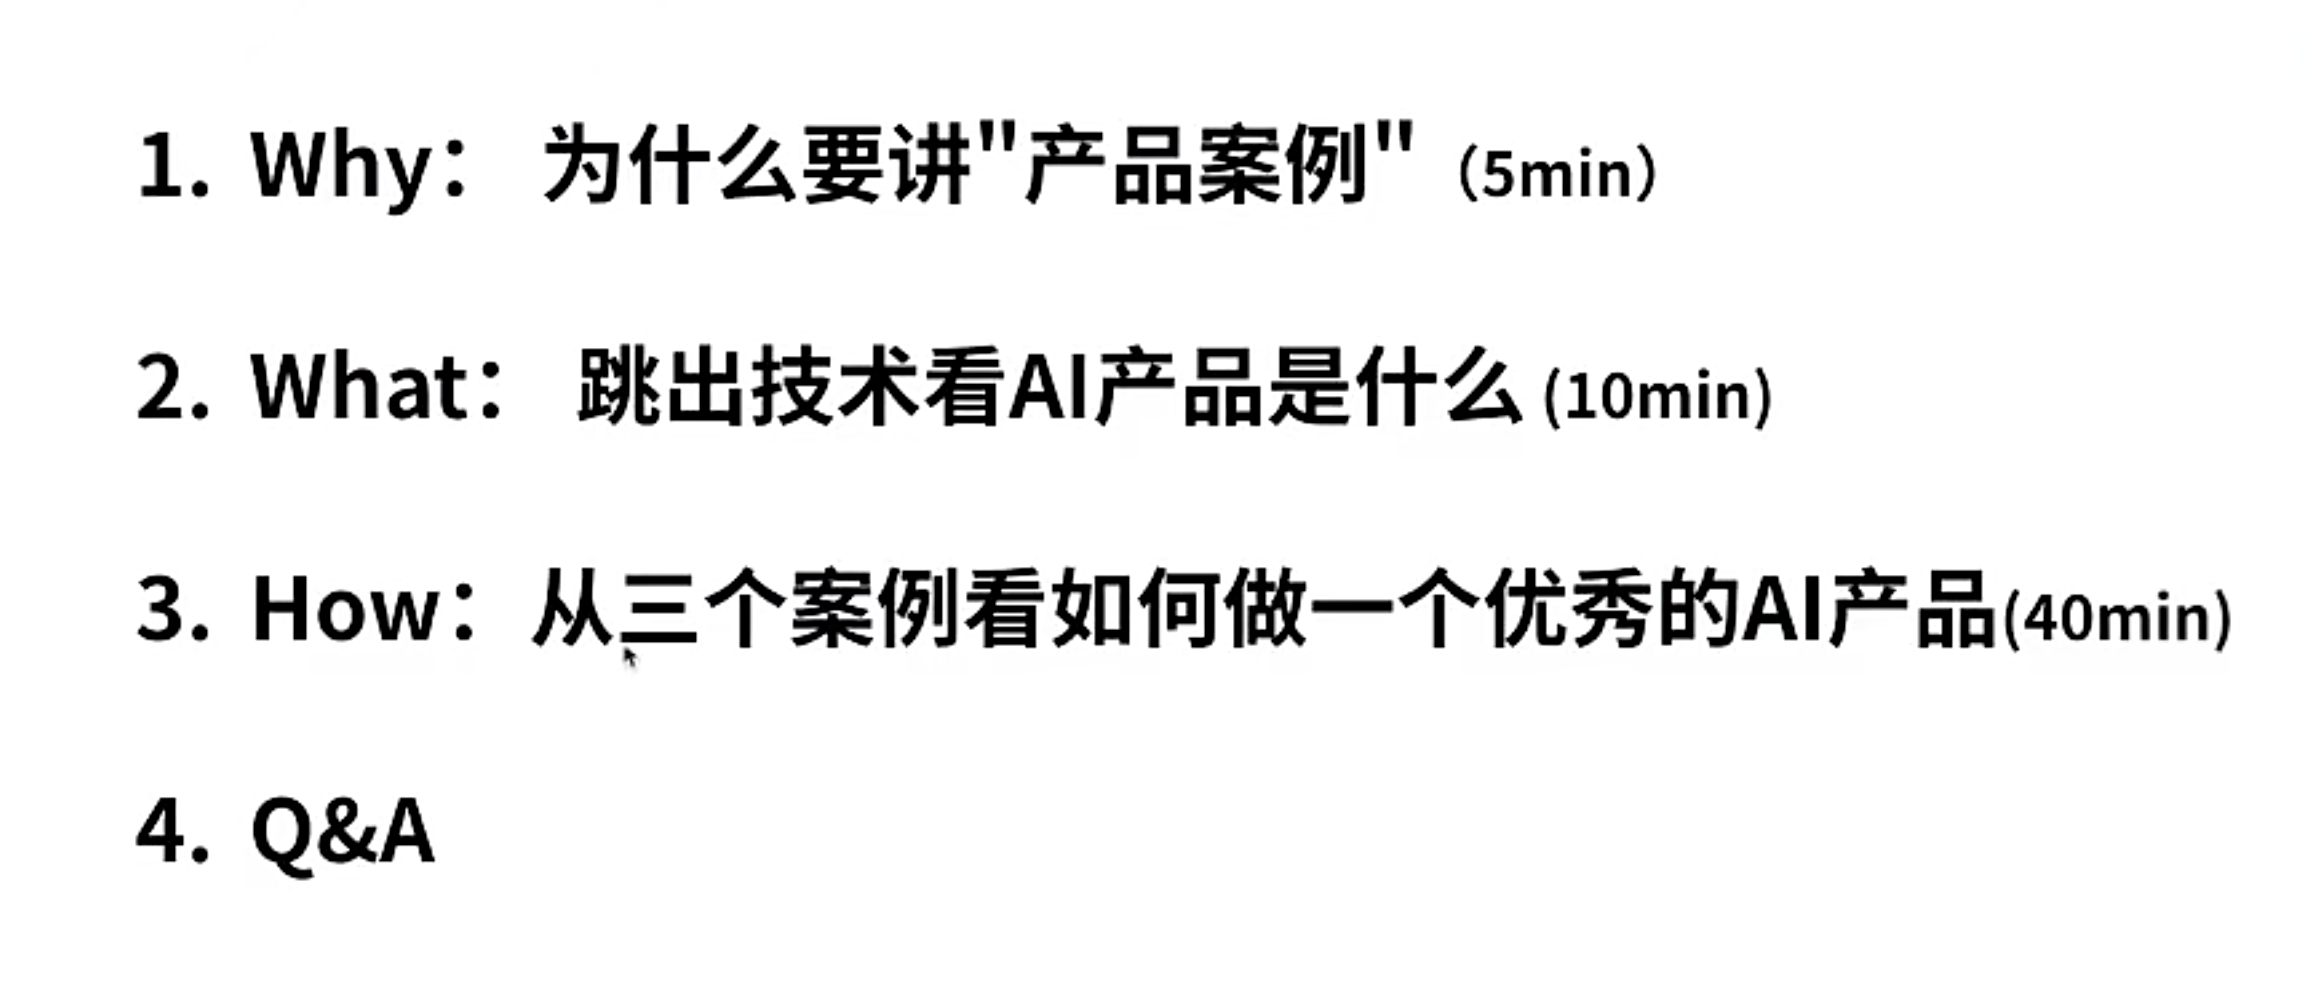 1. Why： 为什么要讲"产品案例"（5min）
2. What： 跳出技术看AI产品是什么 (10min)
3. How：从三个案例看如何做一个优秀的AI产品(40min)
4. Q&A